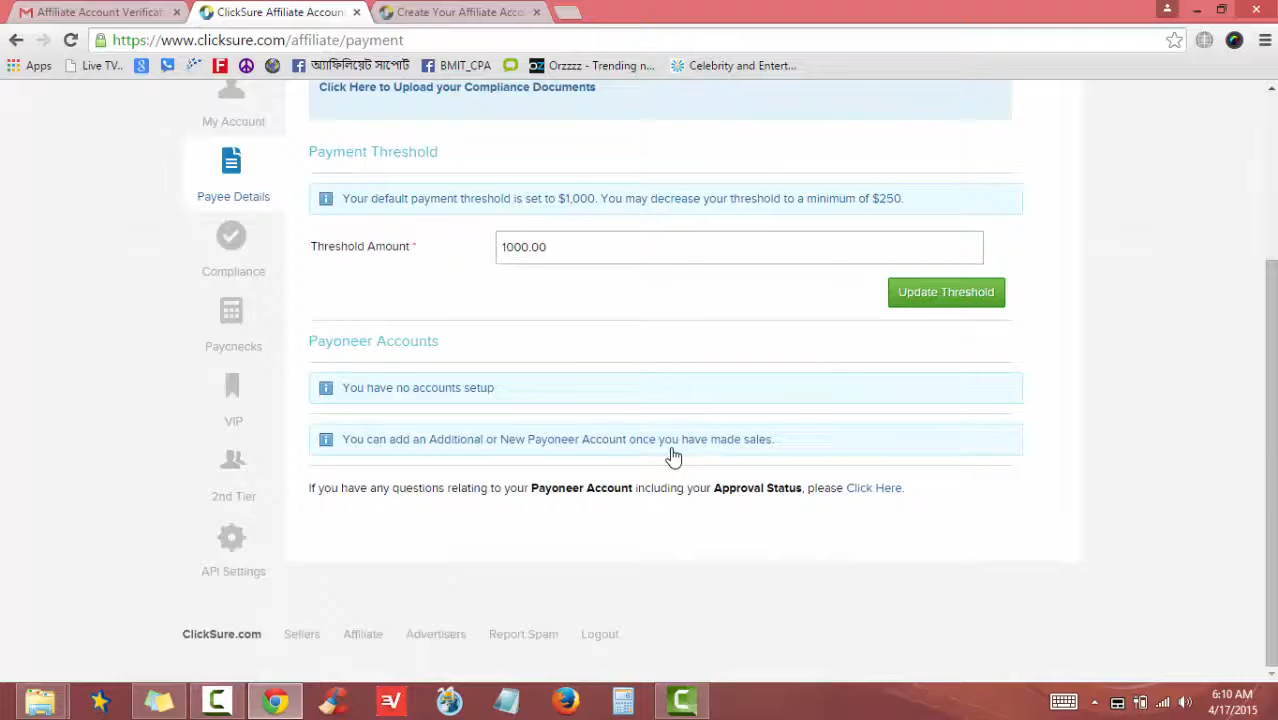 Affiliate Account Verificati
ClickSure Affiliate Accoun
Create Your Affiliate Acco
https://www.clicksure.com/affiliate/payment
Apps
Live TV..
অ্যাফিলিয়েট সাপোর্ট
BMIT_CPA
Orzzzz - Trending n...
Celebrity and Entert...
Click Here to Upload your Compliance Documents
My Account
Payment Threshold
Payee Details
Your default payment threshold is set to $1,000. You may decrease your threshold to a minimum of $250.
Threshold Amount *
1000.00
Compliance
Update Threshold
Paychecks
Payoneer Accounts
You have no accounts setup
VIP
You can add an Additional or New Payoneer Account once you have made sales.
2nd Tier
If you have any questions relating to your Payoneer Account including your Approval Status, please Click Here.
API Settings
ClickSure.com Sellers Affiliate Advertisers Report Spam Logout
6:10 AM
4/17/2015